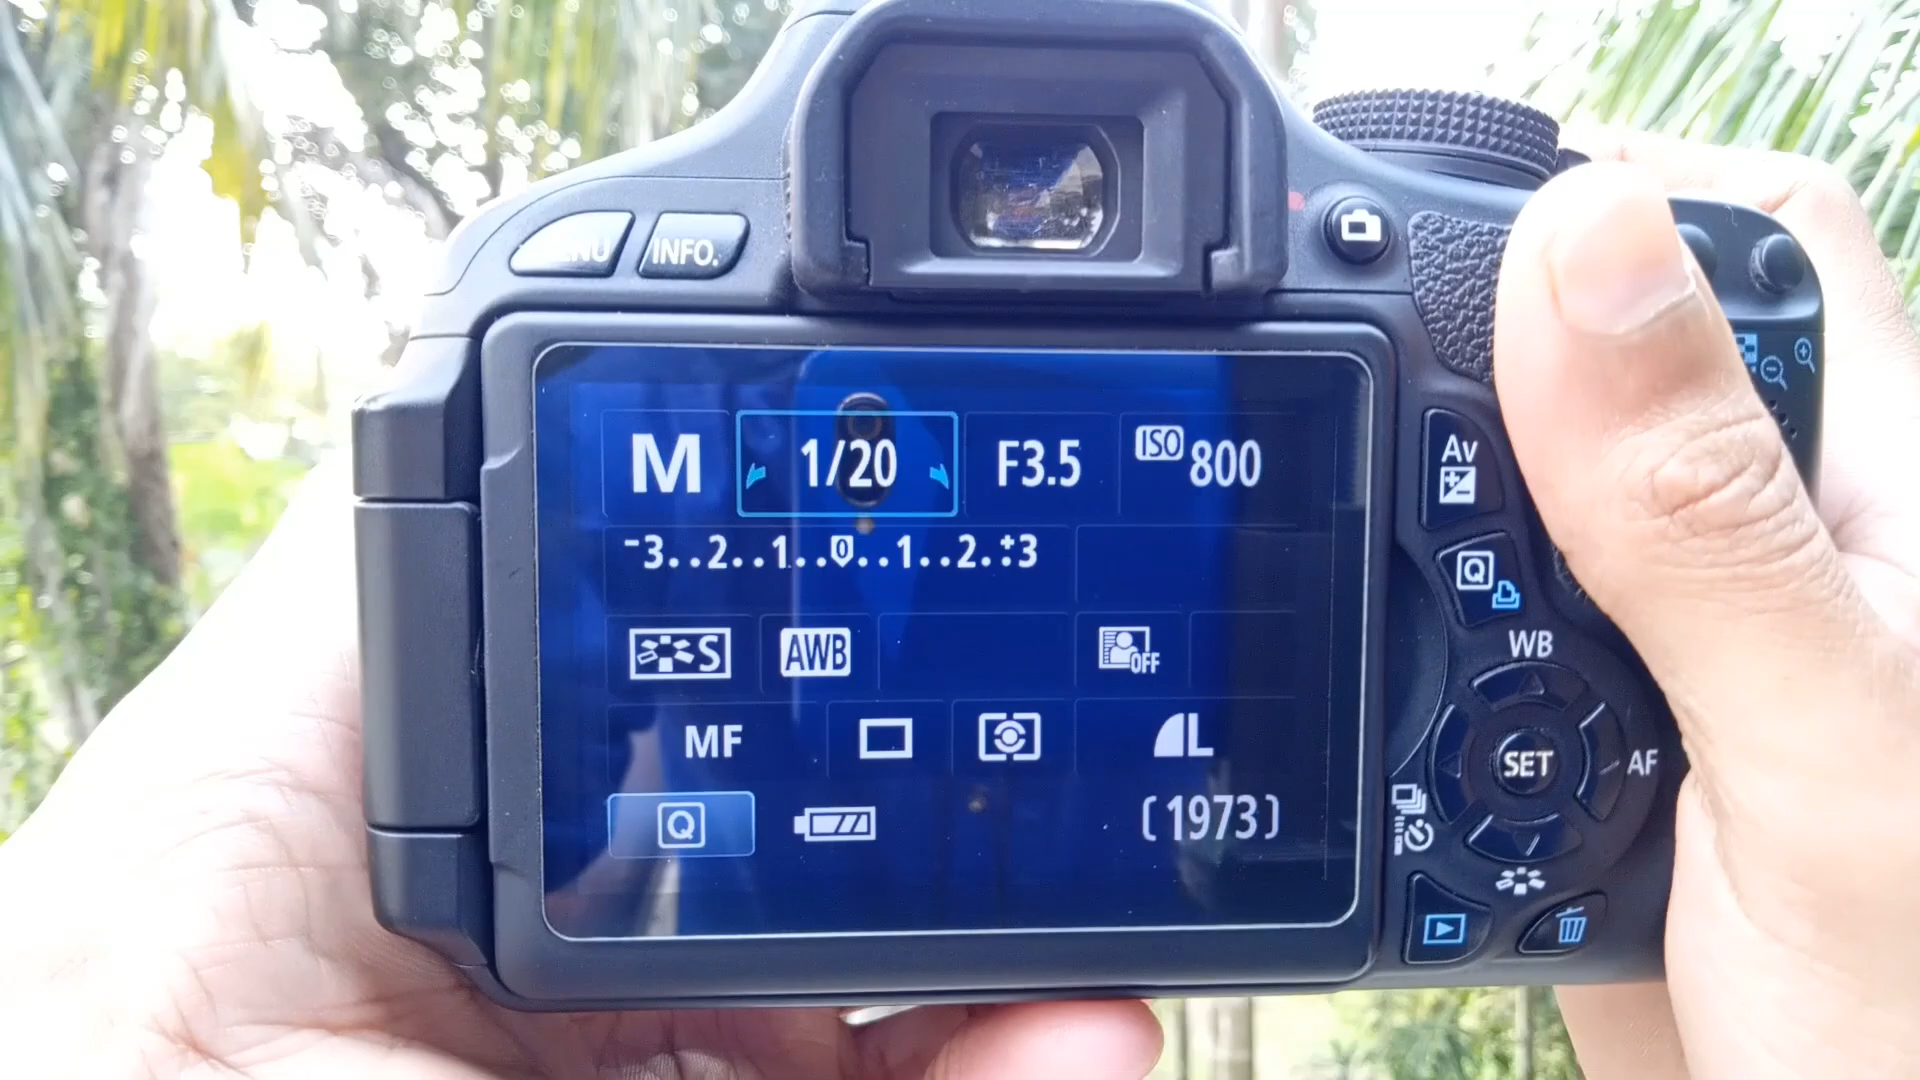 MENU
INFO.
M 1/20 F3.5 ISO 800
-3..2..1..0..1..2.+3
S AWB OFF
MF L
Q (1973)
Av
Q
WB
SET
AF